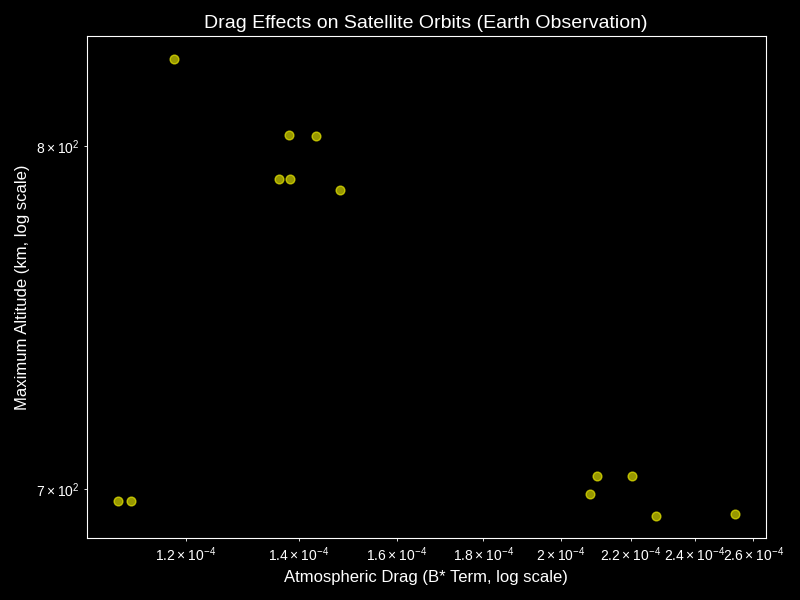 Drag Effects on Satellite Orbits (Earth Observation)
Maximum Altitude (km, log scale)
8 × 10²
7 × 10²
1.2 × 10⁻⁴ 1.4 × 10⁻⁴ 1.6 × 10⁻⁴ 1.8 × 10⁻⁴ 2 × 10⁻⁴ 2.2 × 10⁻⁴ 2.4 × 10⁻⁴ 2.6 × 10⁻⁴
Atmospheric Drag (B* Term, log scale)